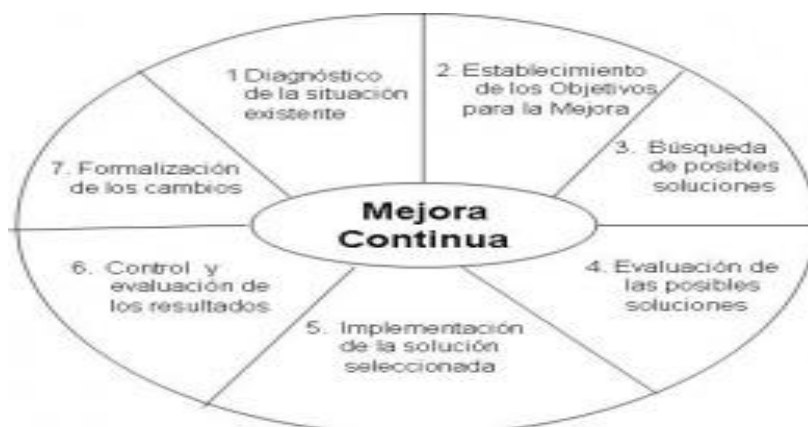 1 Diagnóstico
de la situación
existente
2. Establecimiento
de los Objetivos
para la Mejora
3. Búsqueda
de posibles
soluciones
4. Evaluación de
las posibles
soluciones
5. Implementación
de la solución
seleccionada
6. Control y
evaluación de
los resultados
7. Formalización
de los cambios
Mejora
Continua